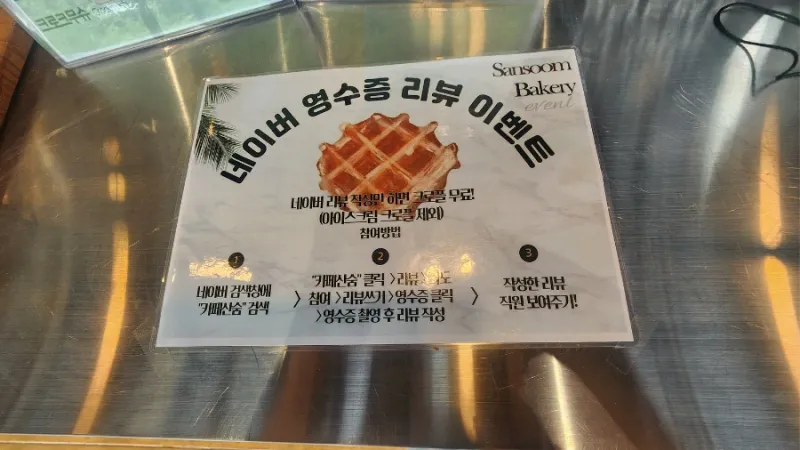 Sansoom
Bakery
event
네이버 영수증 리뷰 이벤트
네이버 리뷰 작성만 하면 크로플 무료!
(아이스크림 크로플 제외)
참여방법
1
네이버 검색창에
"카페산숨" 검색
2
"카페산숨" 클릭 > 리뷰
참여 > 리뷰쓰기 > 영수증 클릭
> 영수증 촬영 후 리뷰 작성
3
작성한 리뷰
직원 보여주기!